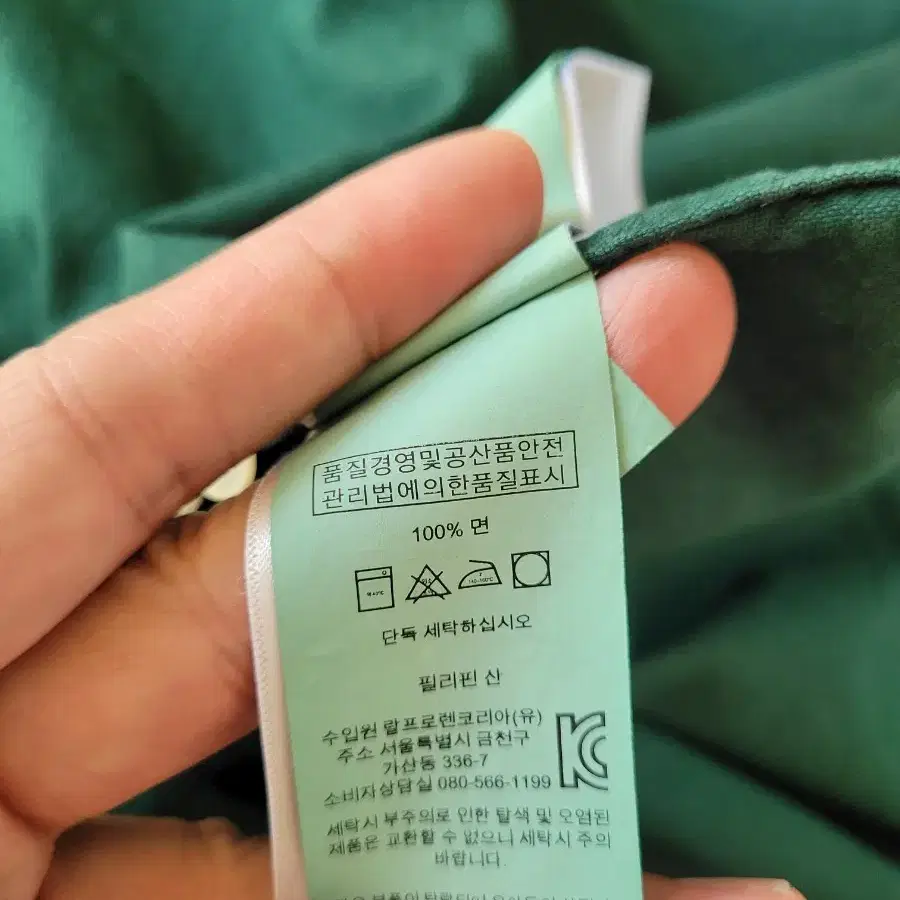 품질경영및공산품안전
관리법에의한품질표시
100% 면
단독 세탁하십시오
필리핀 산
수입원 랄프로렌코리아(유)
주소 서울특별시 금천구
가산동 336-7
소비자상담실 080-566-1199
세탁시 부주의로 인한 탈색 및 오염된
제품은 교환할 수 없으니 세탁시 주의
바랍니다.